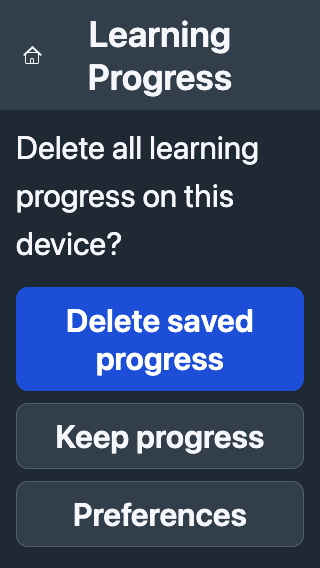 Learning
Progress
Delete all learning
progress on this
device?
Delete saved
progress
Keep progress
Preferences